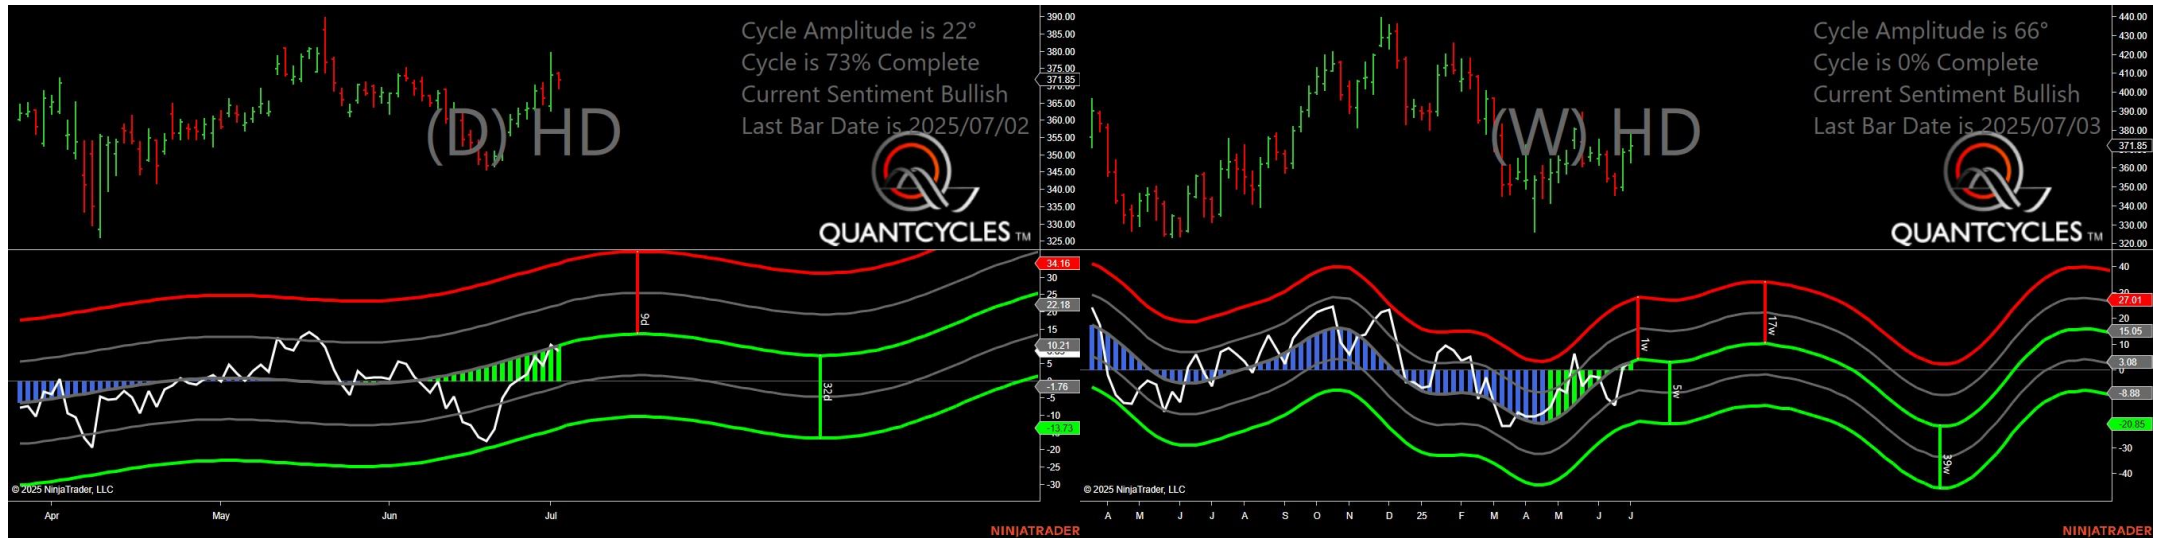 Cycle Amplitude is 22°
Cycle is 73% Complete
Current Sentiment Bullish
Last Bar Date is 2025/07/02
(D) HD
QUANTCYCLES TM
390.00
385.00
380.00
375.00
371.85
370.00
365.00
360.00
355.00
350.00
345.00
340.00
335.00
330.00
325.00
34.16
30
25
22.18
20
15
10.21
5
-1.76
-5
-10
-13.73
-20
-25
-30
9d
32d
© 2025 NinjaTrader, LLC
Apr May Jun Jul
NINJATRADER
Cycle Amplitude is 66°
Cycle is 0% Complete
Current Sentiment Bullish
Last Bar Date is 2025/07/03
(W) HD
QUANTCYCLES TM
440.00
430.00
420.00
410.00
400.00
390.00
380.00
371.85
360.00
350.00
340.00
330.00
320.00
40
30
27.01
20
15.05
10
3.08
0
-8.88
-20.85
-30
-40
1w
5w
17w
39w
© 2025 NinjaTrader, LLC
A M J J A S O N D 25 F M A M J J
NINJATRADER